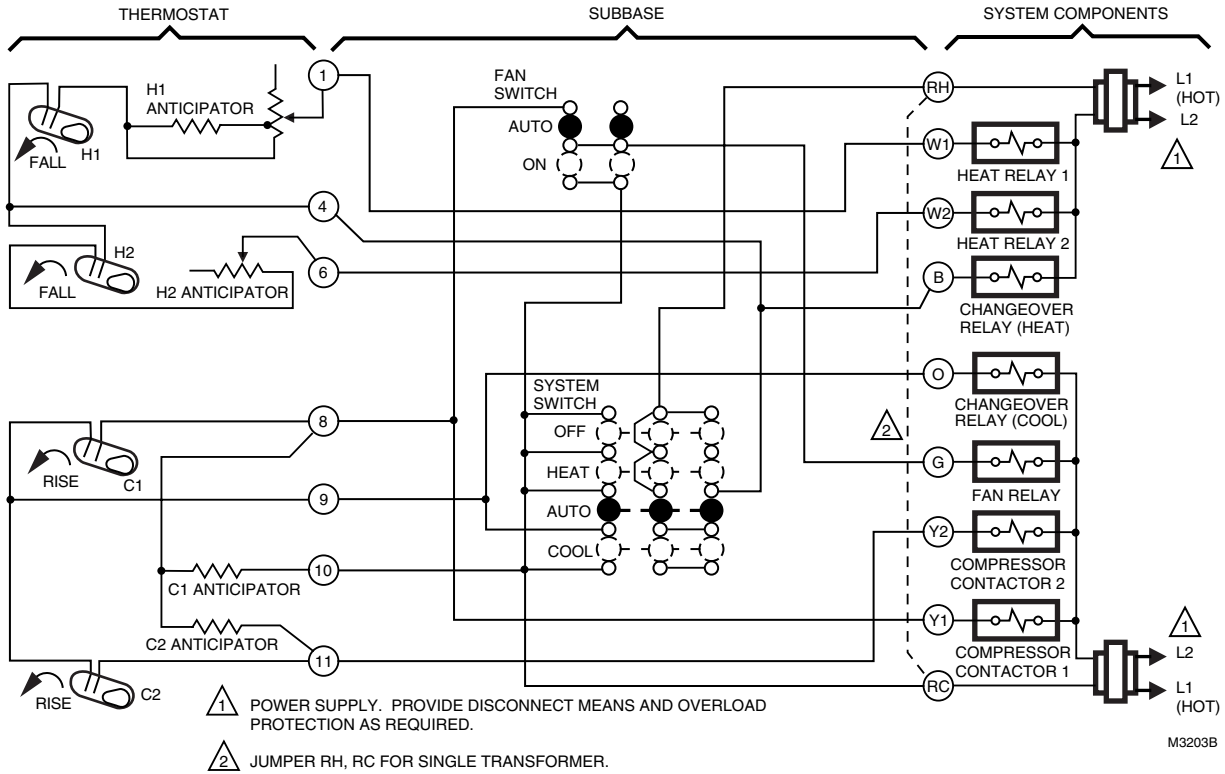 THERMOSTAT
SUBBASE
SYSTEM COMPONENTS
H1
ANTICIPATOR
1
H1
FALL
4
H2
FALL
H2 ANTICIPATOR
6
FAN
SWITCH
AUTO
ON
RH
L1
(HOT)
L2
1
W1
HEAT RELAY 1
W2
HEAT RELAY 2
B
CHANGEOVER
RELAY (HEAT)
O
CHANGEOVER
RELAY (COOL)
2
G
FAN RELAY
Y2
COMPRESSOR
CONTACTOR 2
Y1
COMPRESSOR
CONTACTOR 1
RC
1
L2
L1
(HOT)
SYSTEM
SWITCH
OFF
HEAT
AUTO
COOL
8
RISE
C1
9
C1 ANTICIPATOR
10
C2 ANTICIPATOR
11
RISE
C2
1 POWER SUPPLY. PROVIDE DISCONNECT MEANS AND OVERLOAD
PROTECTION AS REQUIRED.
2 JUMPER RH, RC FOR SINGLE TRANSFORMER.
M3203B